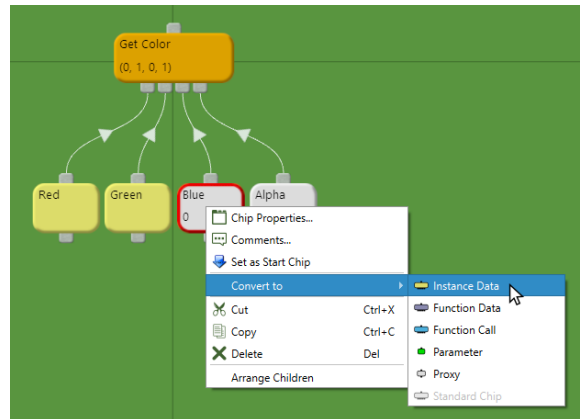 Get Color
(0, 1, 0, 1)
Red
Green
Blue
Alpha
0
Chip Properties...
Comments...
Set as Start Chip
Convert to
Instance Data
Cut Ctrl+X
Function Data
Copy Ctrl+C
Function Call
Delete Del
Parameter
Arrange Children
Proxy
Standard Chip